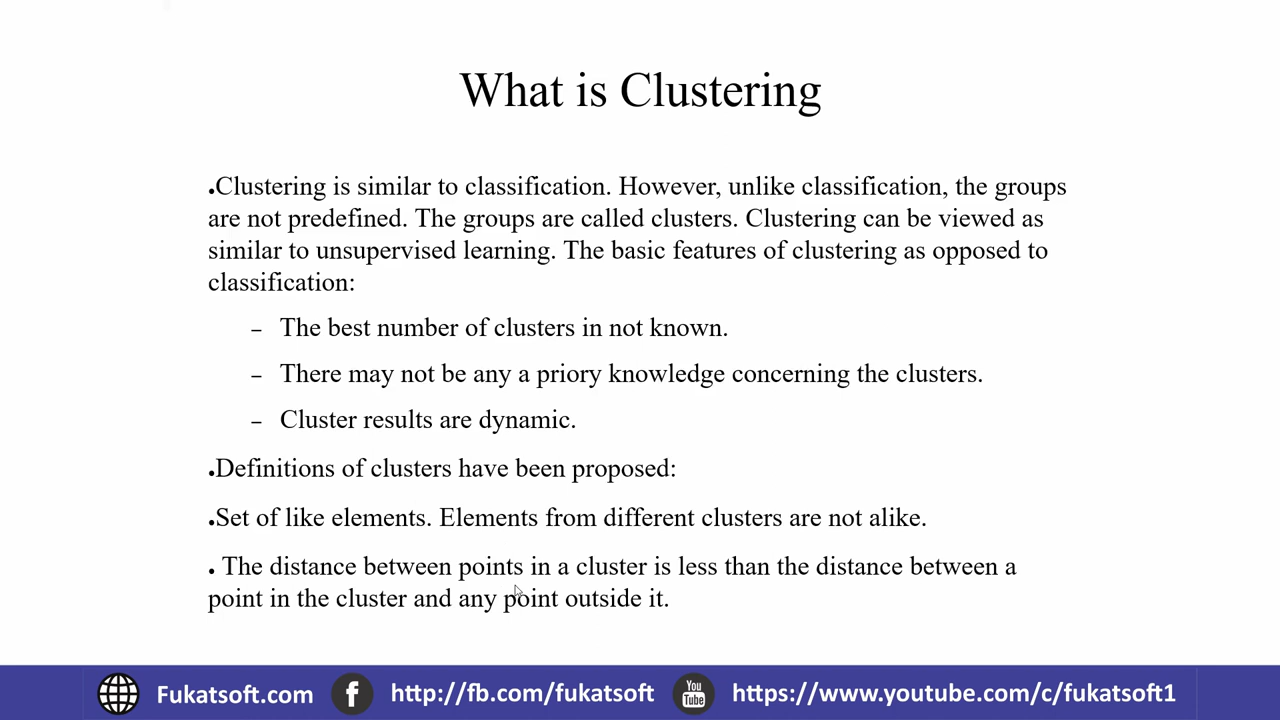 What is Clustering
•Clustering is similar to classification. However, unlike classification, the groups
are not predefined. The groups are called clusters. Clustering can be viewed as
similar to unsupervised learning. The basic features of clustering as opposed to
classification:
– The best number of clusters in not known.
– There may not be any a priory knowledge concerning the clusters.
– Cluster results are dynamic.
•Definitions of clusters have been proposed:
•Set of like elements. Elements from different clusters are not alike.
• The distance between points in a cluster is less than the distance between a
point in the cluster and any point outside it.
Fukatsoft.com f http://fb.com/fukatsoft You Tube https://www.youtube.com/c/fukatsoft1